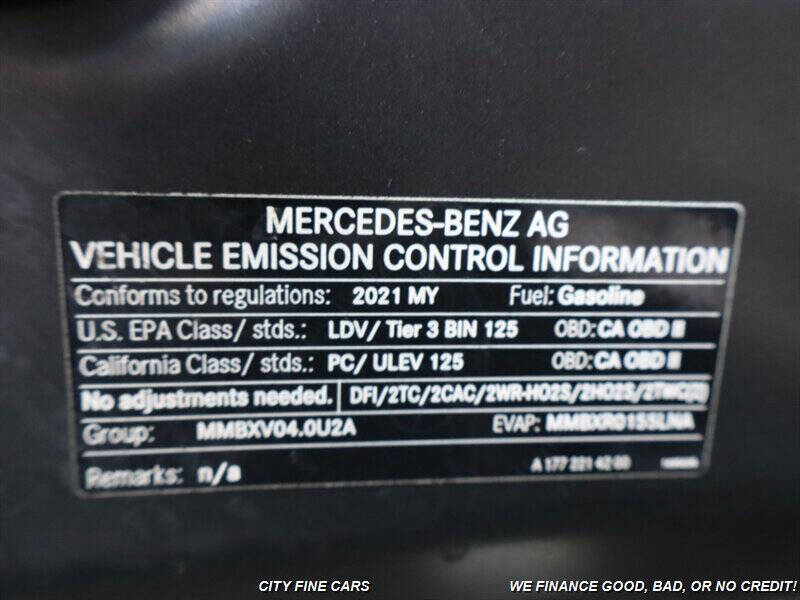 MERCEDES-BENZ AG
VEHICLE EMISSION CONTROL INFORMATION
Conforms to regulations: 2021 MY Fuel: Gasoline
U.S. EPA Class/ stds.: LDV/ Tier 3 BIN 125 OBD: CA OBD II
California Class/ stds.: PC/ ULEV 125 OBD: CA OBD II
No adjustments needed. DFI/2TC/2CAC/2WR-HO2S/2HO2S/2TWC(2)
Group: MMBXV04.0U2A EVAP: MMBXR0155LNA
Remarks: n/a A 177 221 42 00
CITY FINE CARS WE FINANCE GOOD, BAD, OR NO CREDIT!